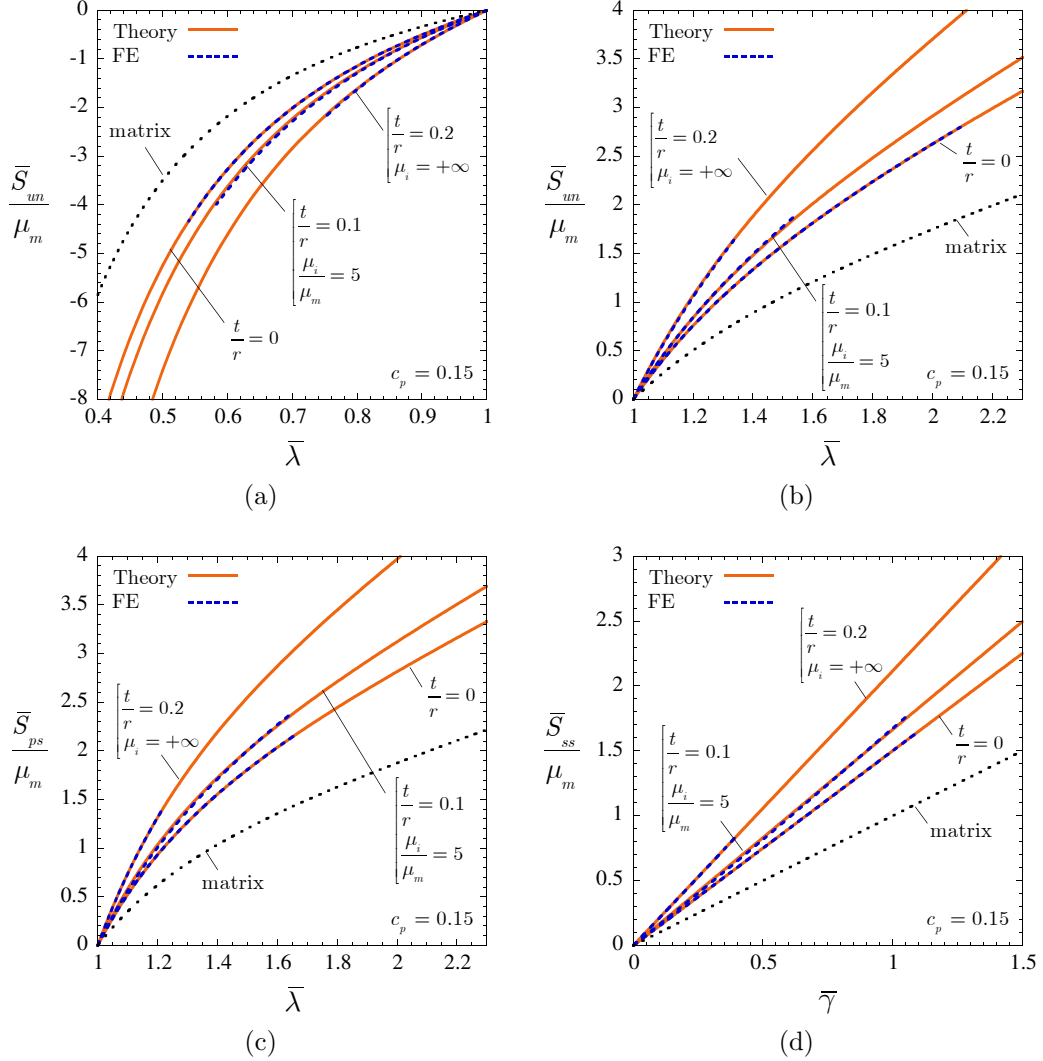 Theory
FE
matrix
t/r = 0.2
μ_i = +∞
t/r = 0.1
μ_i/μ_m = 5
t/r = 0
c_p = 0.15
S̅_un/μ_m
0
-1
-2
-3
-4
-5
-6
-7
-8
0.4 0.5 0.6 0.7 0.8 0.9 1
λ̅
(a)
Theory
FE
t/r = 0.2
μ_i = +∞
t/r = 0
matrix
t/r = 0.1
μ_i/μ_m = 5
c_p = 0.15
S̅_un/μ_m
4
3.5
3
2.5
2
1.5
1
0.5
0
1 1.2 1.4 1.6 1.8 2 2.2
λ̅
(b)
Theory
FE
t/r = 0.2
μ_i = +∞
t/r = 0
t/r = 0.1
μ_i/μ_m = 5
matrix
c_p = 0.15
S̅_ps/μ_m
4
3.5
3
2.5
2
1.5
1
0.5
0
1 1.2 1.4 1.6 1.8 2 2.2
λ̅
(c)
Theory
FE
t/r = 0.2
μ_i = +∞
t/r = 0.1
μ_i/μ_m = 5
t/r = 0
matrix
c_p = 0.15
S̅_ss/μ_m
3
2.5
2
1.5
1
0.5
0
0 0.5 1 1.5
γ̅
(d)